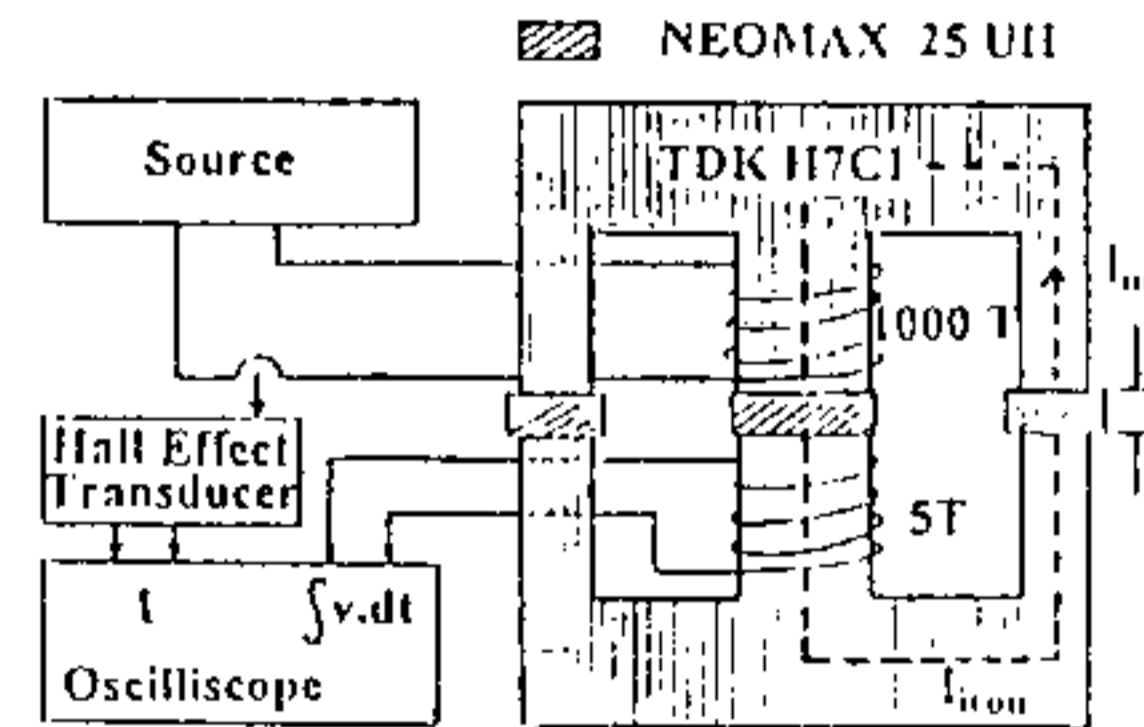 NEOMAX 25 UH
Source
TDK H7C1
1000 T
Hall Effect
Transducer
5T
∫v.dt
Oscilliscope